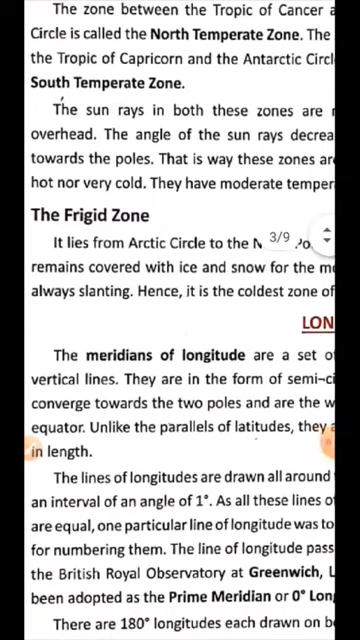 The zone between the Tropic of Cancer
Circle is called the North Temperate Zone. The
the Tropic of Capricorn and the Antarctic Circl
South Temperate Zone.
The sun rays in both these zones are
overhead. The angle of the sun rays decrea
towards the poles. That is way these zones ar
hot nor very cold. They have moderate temper
The Frigid Zone
It lies from Arctic Circle to the N
3/9
remains covered with ice and snow for the
always slanting. Hence, it is the coldest zone of
LON
The meridians of longitude are a set of
vertical lines. They are in the form of semi-ci
converge towards the two poles and are the w
equator. Unlike the parallels of latitudes, they
in length.
The lines of longitudes are drawn all around
an interval of an angle of 1°. As all these lines
are equal, one particular line of longitude was to
for numbering them. The line of longitude pass
the British Royal Observatory at Greenwich, L
been adopted as the Prime Meridian or 0° Lon
There are 180° longitudes each drawn on b